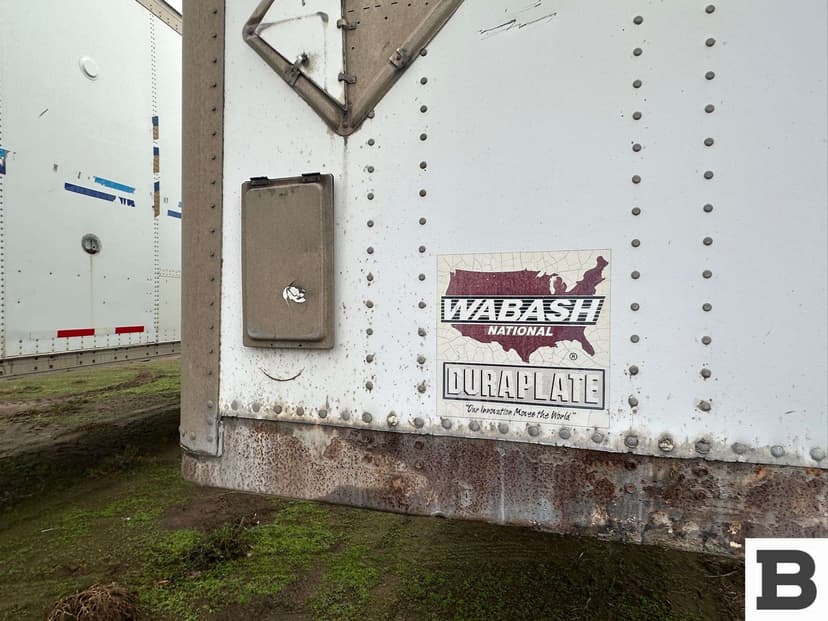 WABASH
NATIONAL
®
DURAPLATE
"Our Innovation Moves the World"
B